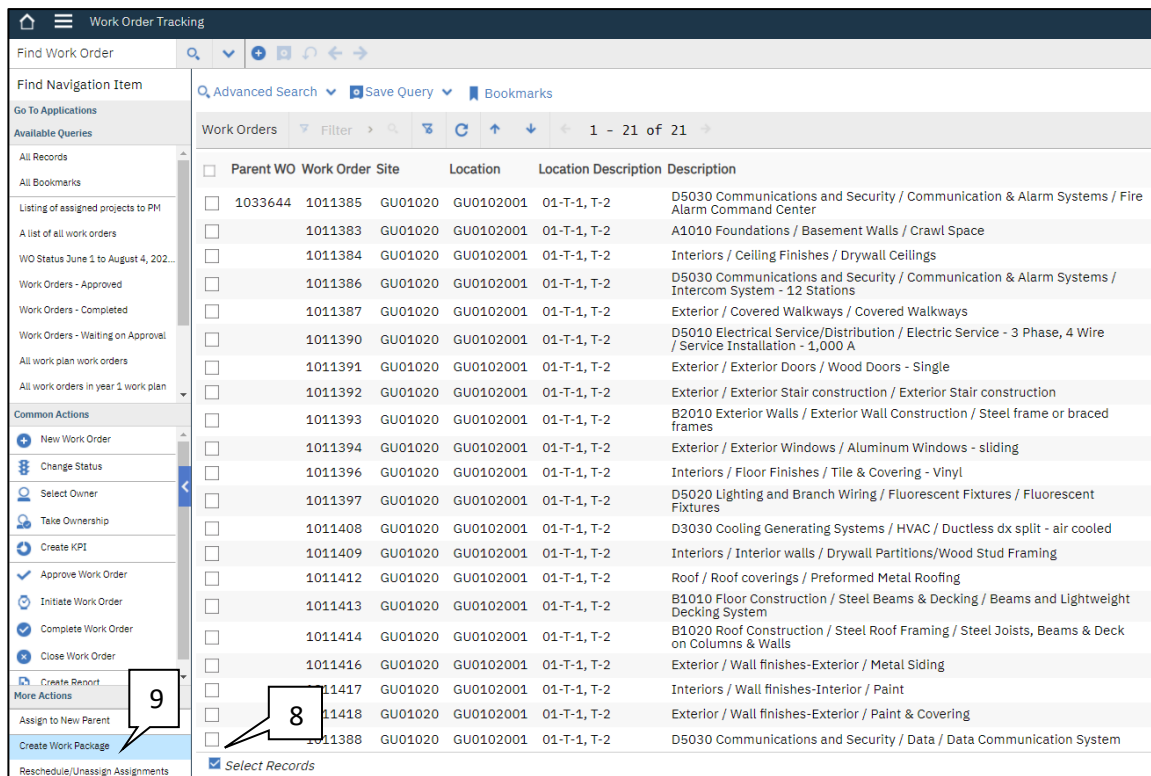 Work Order Tracking
Find Work Order
Find Navigation Item
Go To Applications
Available Queries
All Records
All Bookmarks
Listing of assigned projects to PM
A list of all work orders
WO Status June 1 to August 4, 202...
Work Orders - Approved
Work Orders - Completed
Work Orders - Waiting on Approval
All work plan work orders
All work orders in year 1 work plan
Common Actions
New Work Order
Change Status
Select Owner
Take Ownership
Create KPI
Approve Work Order
Initiate Work Order
Complete Work Order
Close Work Order
Create Report
More Actions
Assign to New Parent
Create Work Package
Reschedule/Unassign Assignments
9
8
Advanced Search Save Query Bookmarks
Work Orders Filter 1 - 21 of 21
Parent WO Work Order Site Location Location Description Description
1033644 1011385 GU01020 GU0102001 01-T-1, T-2 D5030 Communications and Security / Communication & Alarm Systems / Fire
Alarm Command Center
1011383 GU01020 GU0102001 01-T-1, T-2 A1010 Foundations / Basement Walls / Crawl Space
1011384 GU01020 GU0102001 01-T-1, T-2 Interiors / Ceiling Finishes / Drywall Ceilings
1011386 GU01020 GU0102001 01-T-1, T-2 D5030 Communications and Security / Communication & Alarm Systems /
Intercom System - 12 Stations
1011387 GU01020 GU0102001 01-T-1, T-2 Exterior / Covered Walkways / Covered Walkways
1011390 GU01020 GU0102001 01-T-1, T-2 D5010 Electrical Service/Distribution / Electric Service - 3 Phase, 4 Wire
/ Service Installation - 1,000 A
1011391 GU01020 GU0102001 01-T-1, T-2 Exterior / Exterior Doors / Wood Doors - Single
1011392 GU01020 GU0102001 01-T-1, T-2 Exterior / Exterior Stair construction / Exterior Stair construction
1011393 GU01020 GU0102001 01-T-1, T-2 B2010 Exterior Walls / Exterior Wall Construction / Steel frame or braced
frames
1011394 GU01020 GU0102001 01-T-1, T-2 Exterior / Exterior Windows / Aluminum Windows - sliding
1011396 GU01020 GU0102001 01-T-1, T-2 Interiors / Floor Finishes / Tile & Covering - Vinyl
1011397 GU01020 GU0102001 01-T-1, T-2 D5020 Lighting and Branch Wiring / Fluorescent Fixtures / Fluorescent
Fixtures
1011408 GU01020 GU0102001 01-T-1, T-2 D3030 Cooling Generating Systems / HVAC / Ductless dx split - air cooled
1011409 GU01020 GU0102001 01-T-1, T-2 Interiors / Interior walls / Drywall Partitions/Wood Stud Framing
1011412 GU01020 GU0102001 01-T-1, T-2 Roof / Roof coverings / Preformed Metal Roofing
1011413 GU01020 GU0102001 01-T-1, T-2 B1010 Floor Construction / Steel Beams & Decking / Beams and Lightweight
Decking System
1011414 GU01020 GU0102001 01-T-1, T-2 B1020 Roof Construction / Steel Roof Framing / Steel Joists, Beams & Deck
on Columns & Walls
1011416 GU01020 GU0102001 01-T-1, T-2 Exterior / Wall finishes-Exterior / Metal Siding
1011417 GU01020 GU0102001 01-T-1, T-2 Interiors / Wall finishes-Interior / Paint
11418 GU01020 GU0102001 01-T-1, T-2 Exterior / Wall finishes-Exterior / Paint & Covering
1011388 GU01020 GU0102001 01-T-1, T-2 D5030 Communications and Security / Data / Data Communication System
Select Records